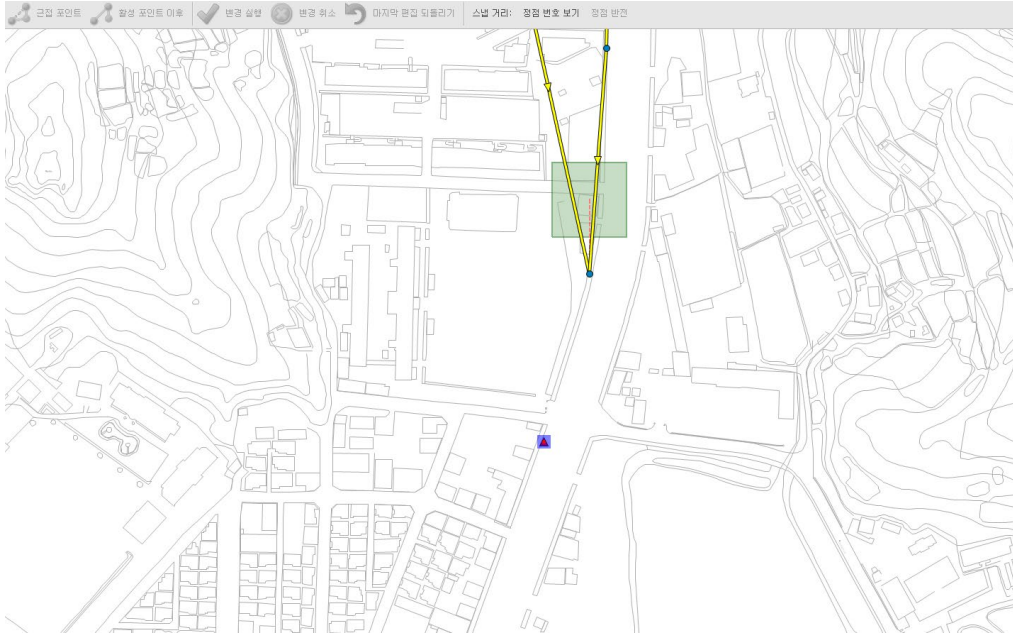 근접 포인트 활성 포인트 이후 변경 실행 변경 취소 마지막 편집 되돌리기 스냅 거리: 정점 번호 보기 정점 반전